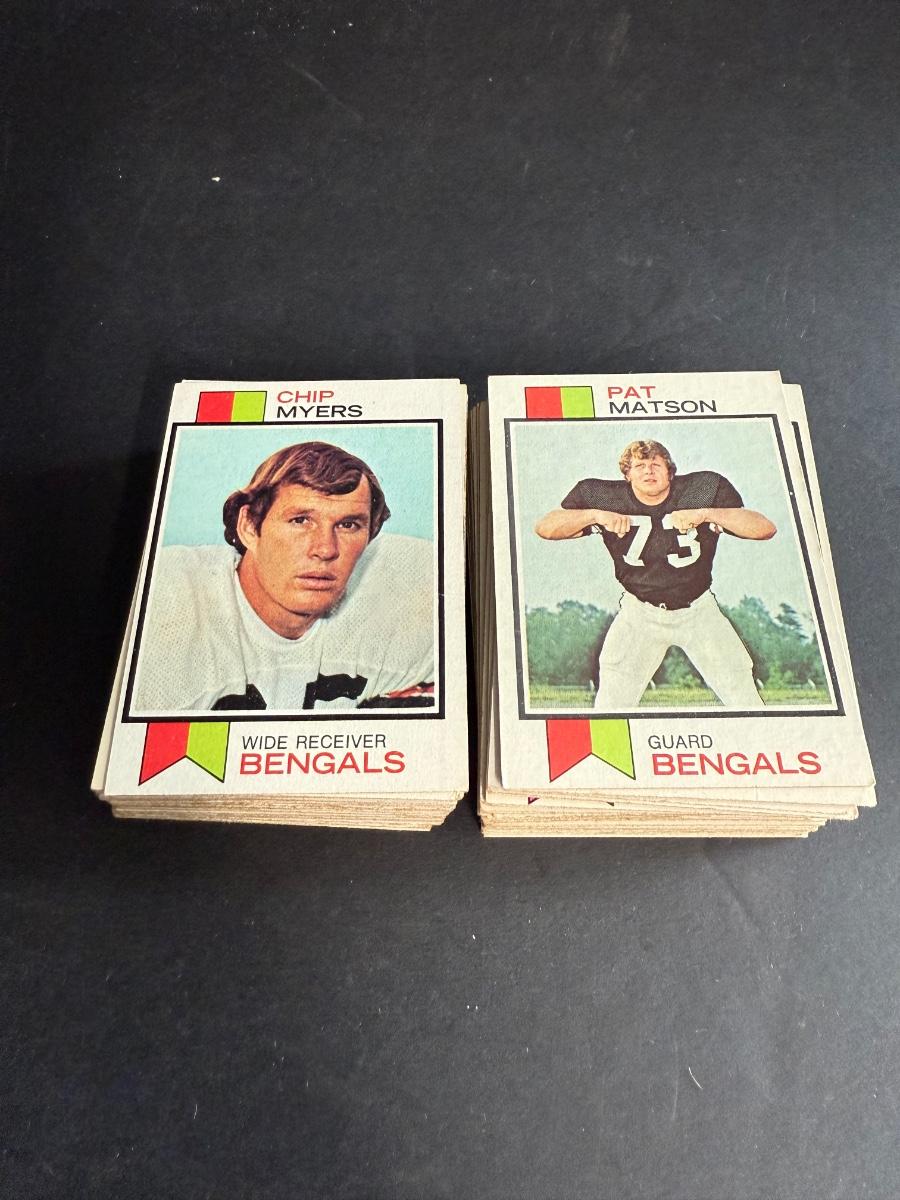 CHIP
MYERS
WIDE RECEIVER
BENGALS
PAT
MATSON
73
GUARD
BENGALS